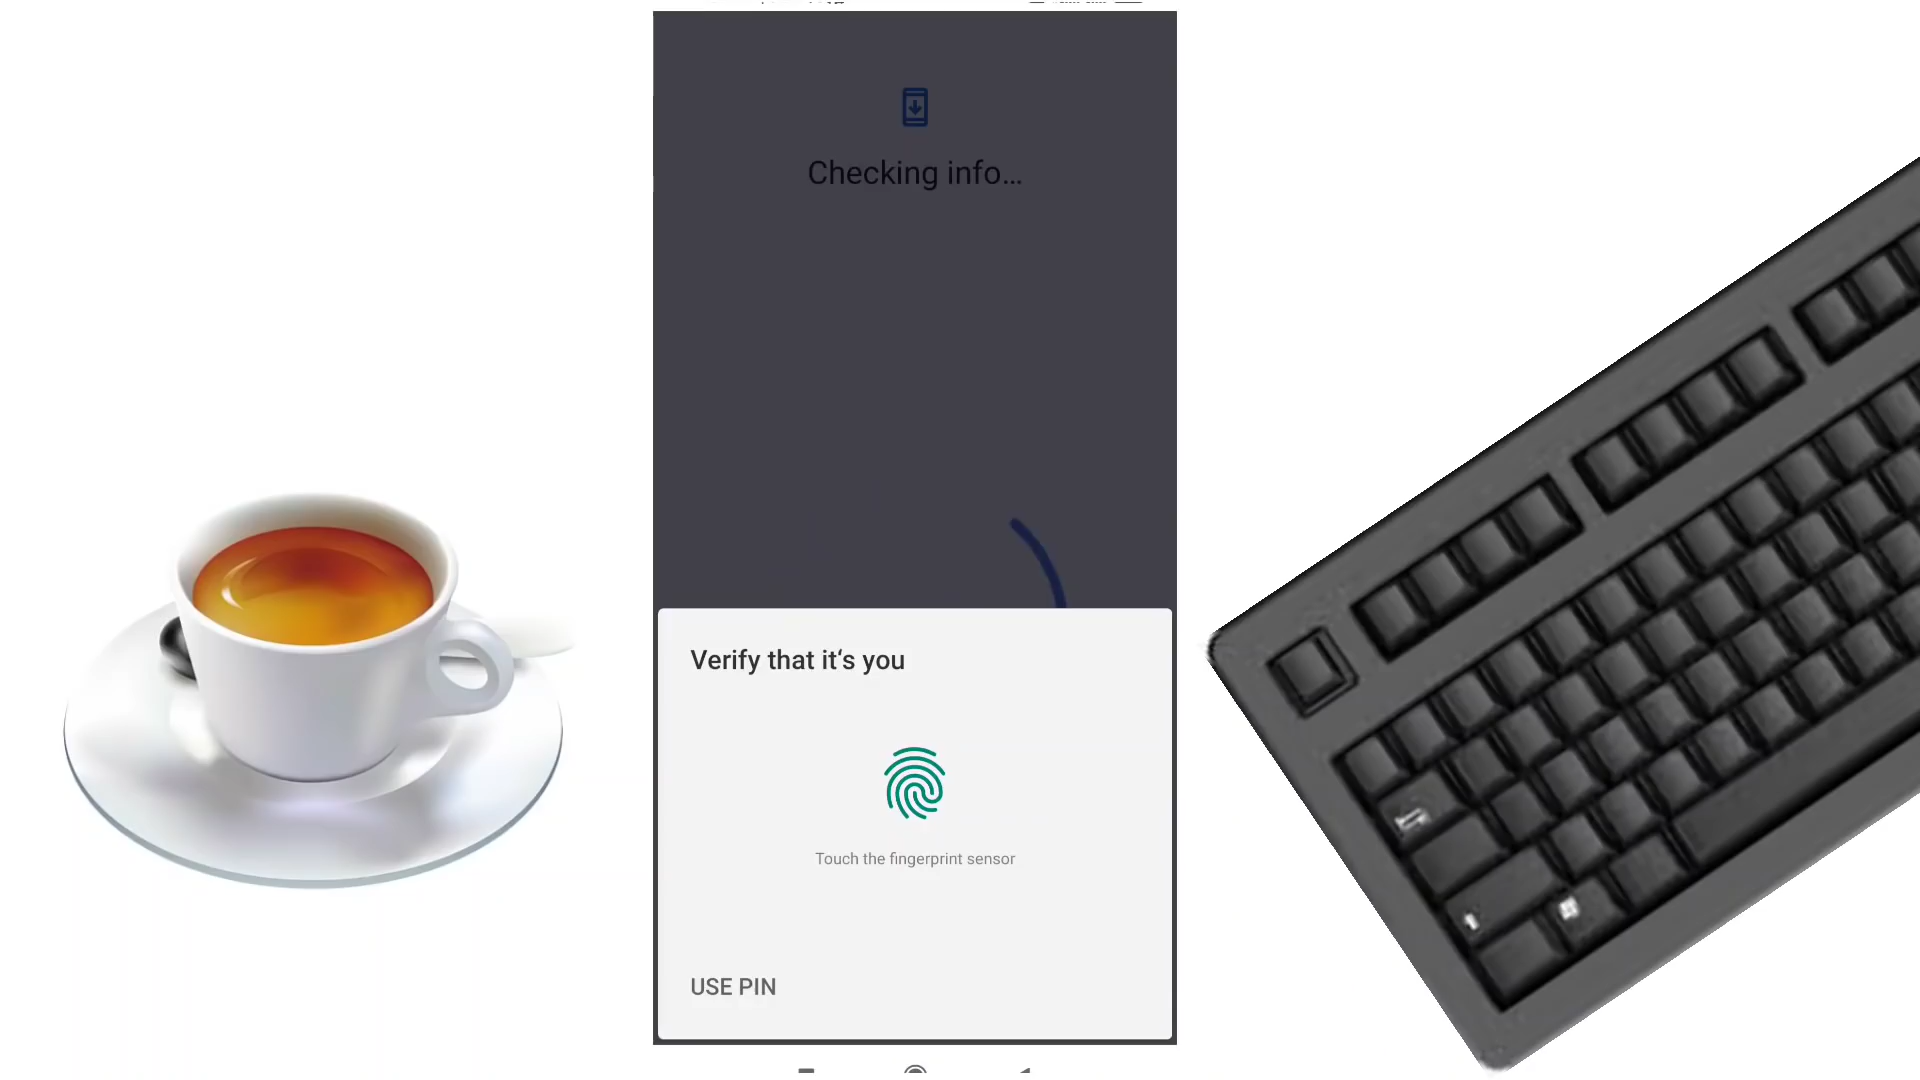 Checking info...
Verify that it's you
Touch the fingerprint sensor
USE PIN